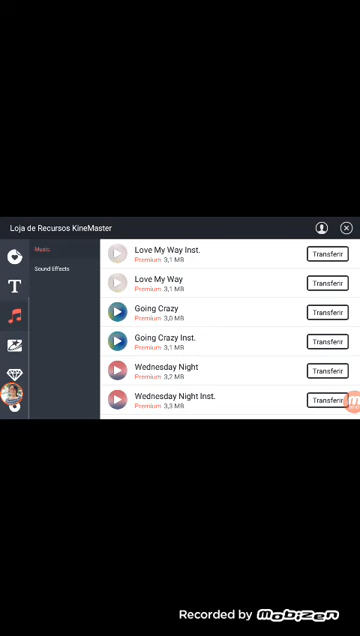 Loja de Recursos KineMaster
Music
Sound Effects
Love My Way Inst.
Premium 3,1 MB
Transferir
Love My Way
Premium 3,1 MB
Transferir
Going Crazy
Premium 3,0 MB
Transferir
Going Crazy Inst.
Premium 3,1 MB
Transferir
Wednesday Night
Premium 3,2 MB
Transferir
Wednesday Night Inst.
Premium 3,3 MB
Transferir
Recorded by Mobizen